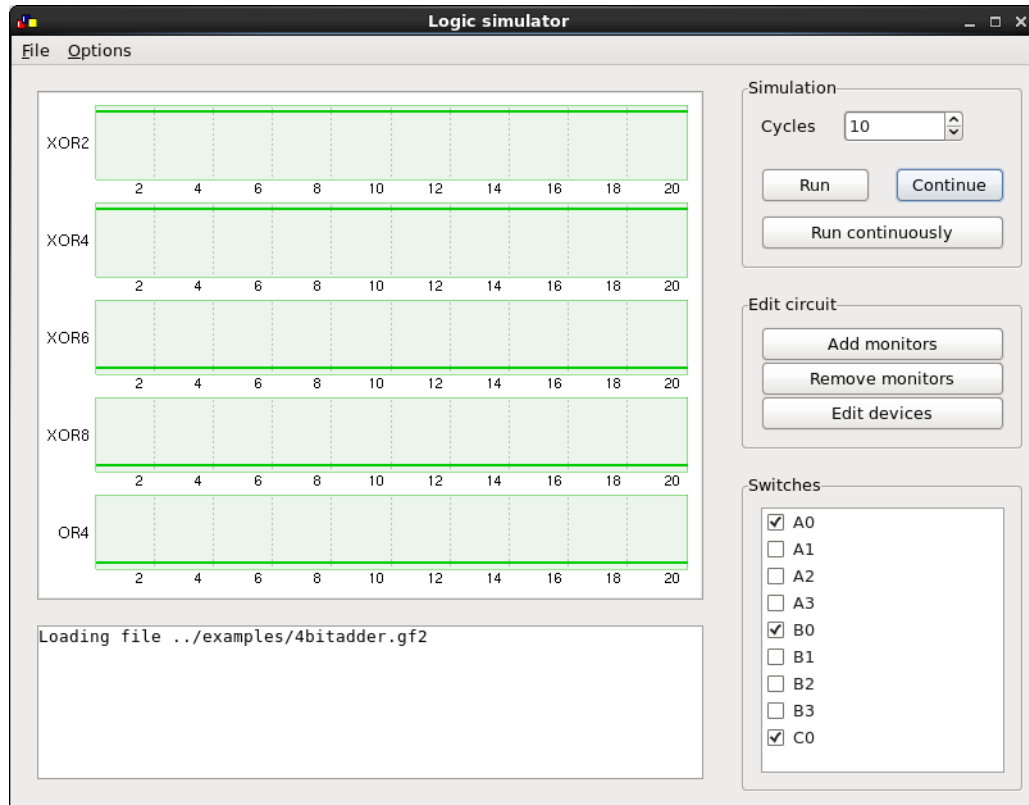 Logic simulator
File Options
XOR2
2 4 6 8 10 12 14 16 18 20
XOR4
2 4 6 8 10 12 14 16 18 20
XOR6
2 4 6 8 10 12 14 16 18 20
XOR8
2 4 6 8 10 12 14 16 18 20
OR4
2 4 6 8 10 12 14 16 18 20
Loading file ../examples/4bitadder.gf2
Simulation
Cycles 10
Run Continue
Run continuously
Edit circuit
Add monitors
Remove monitors
Edit devices
Switches
A0
A1
A2
A3
B0
B1
B2
B3
C0